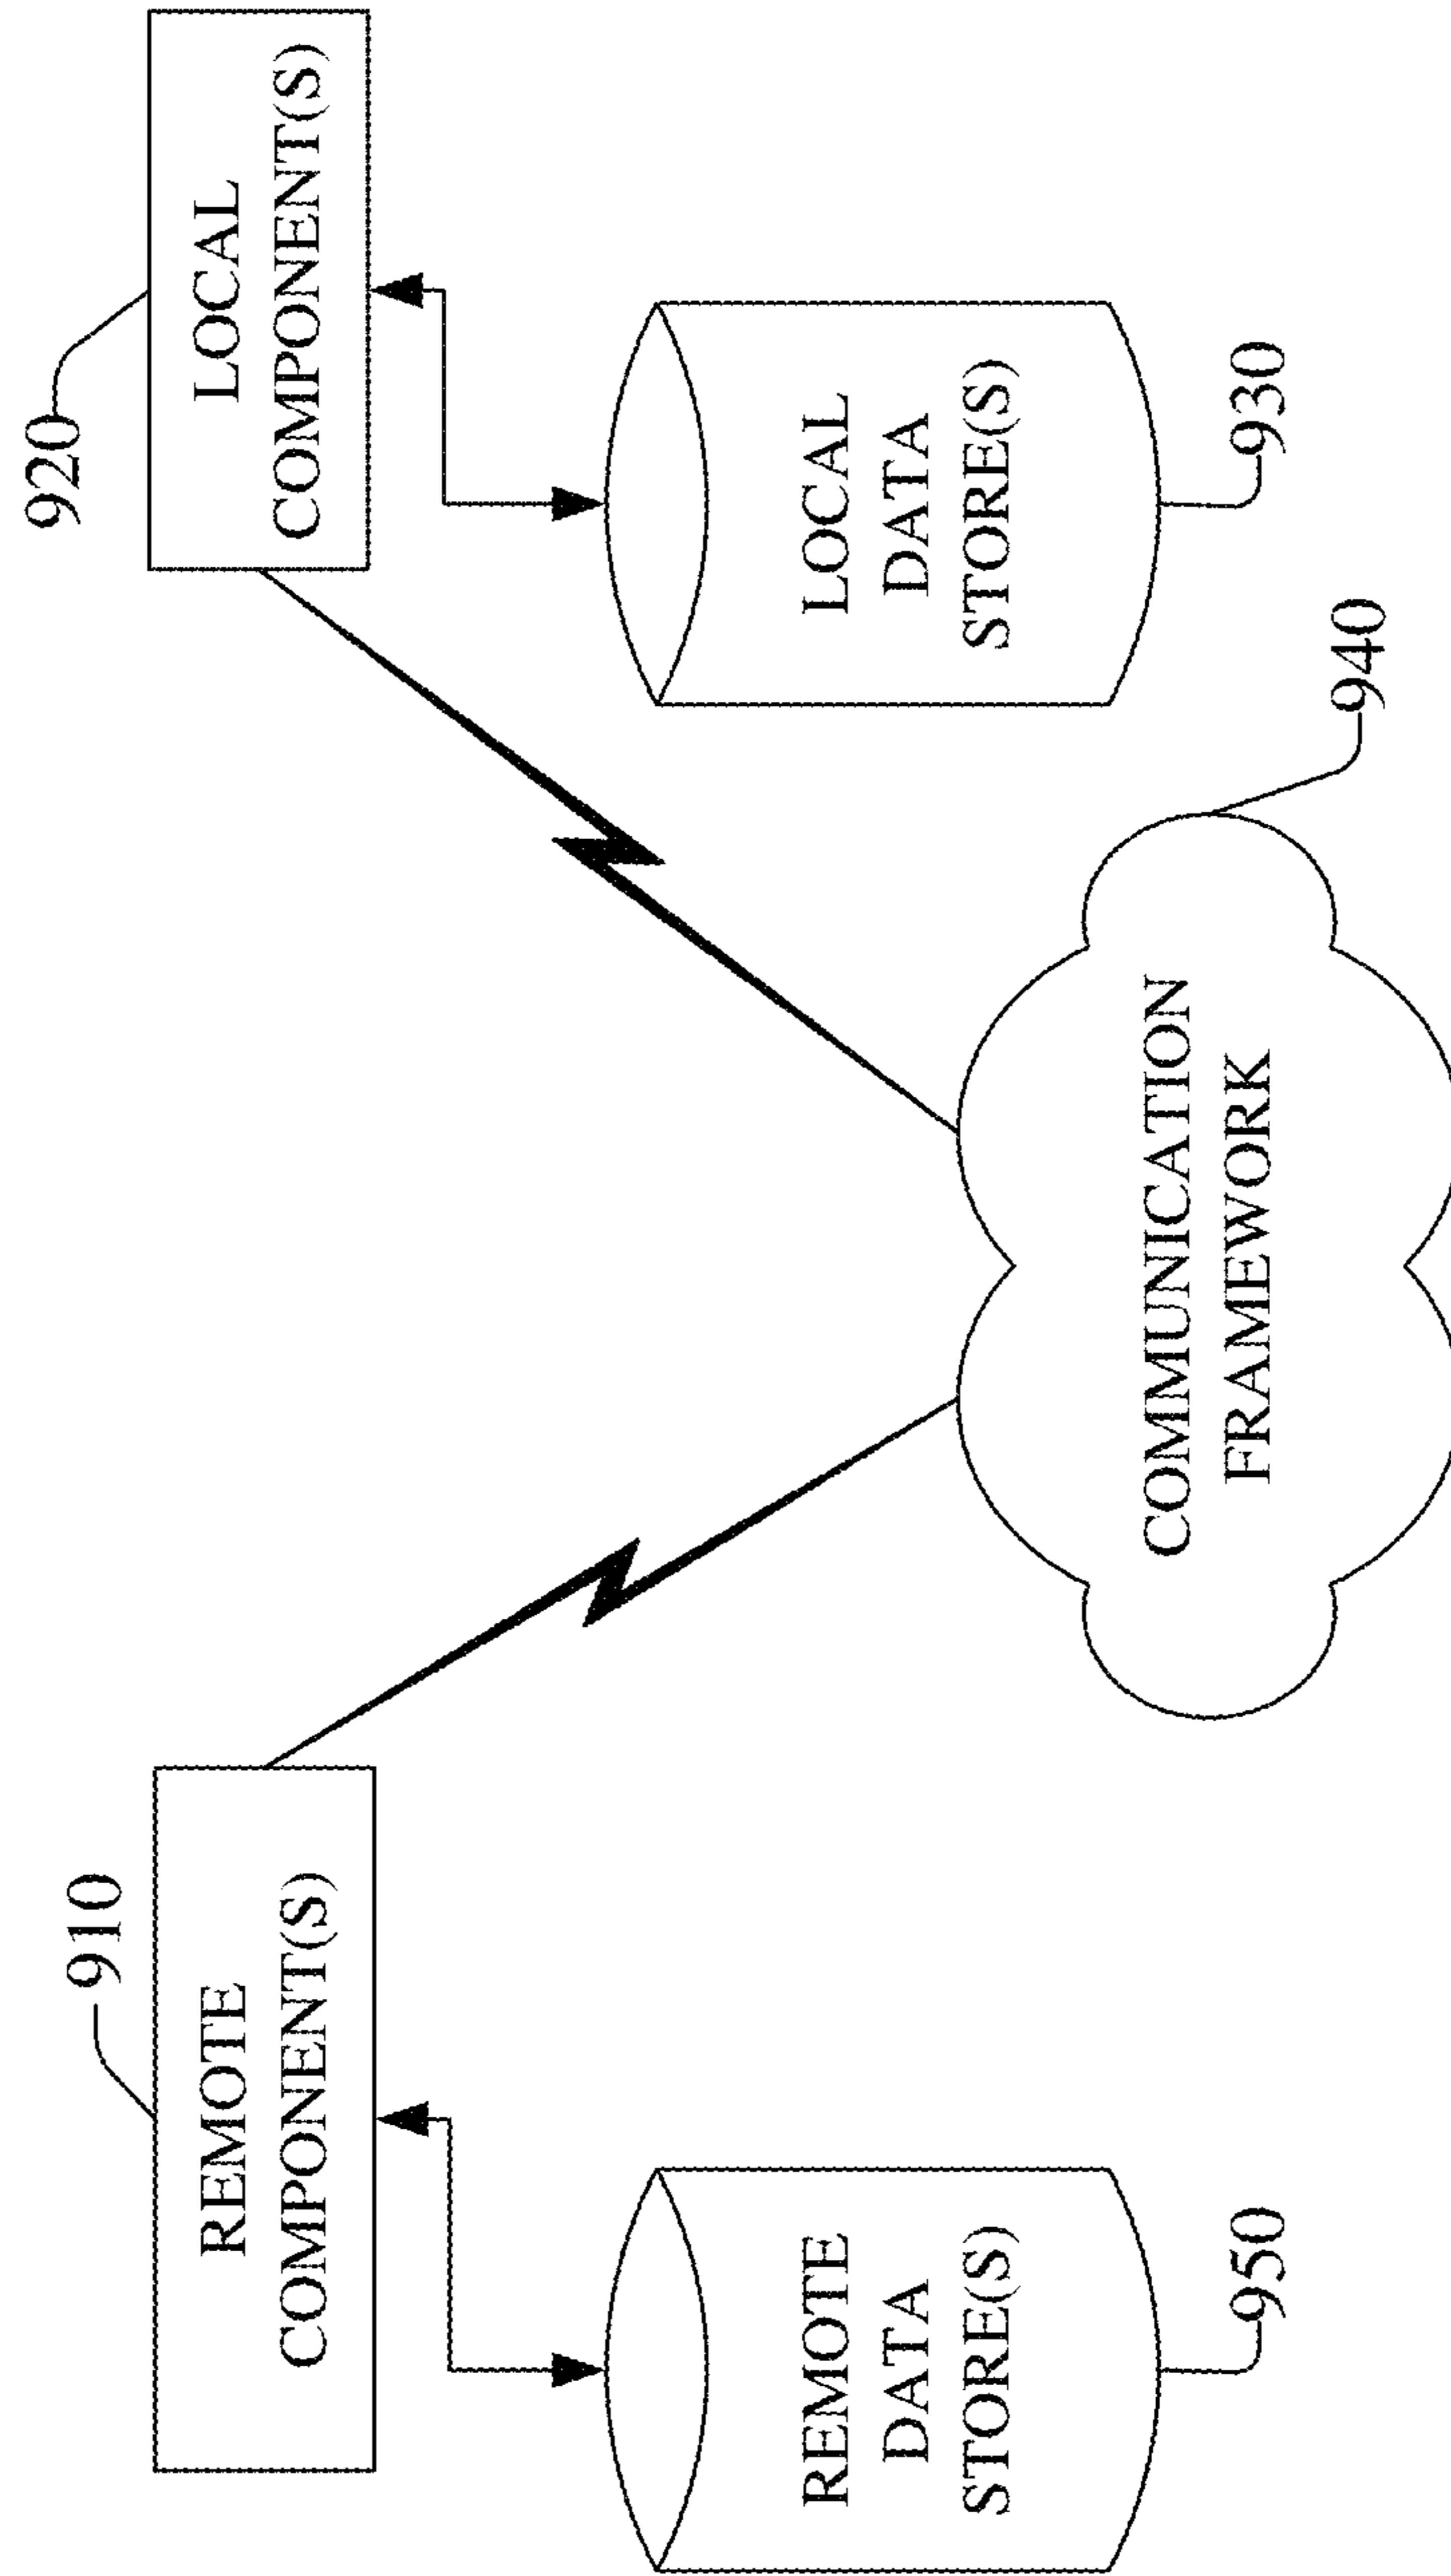 910
REMOTE
COMPONENT(S)
920
LOCAL
COMPONENT(S)
REMOTE
DATA
STORE(S)
950
COMMUNICATION
FRAMEWORK
940
LOCAL
DATA
STORE(S)
930